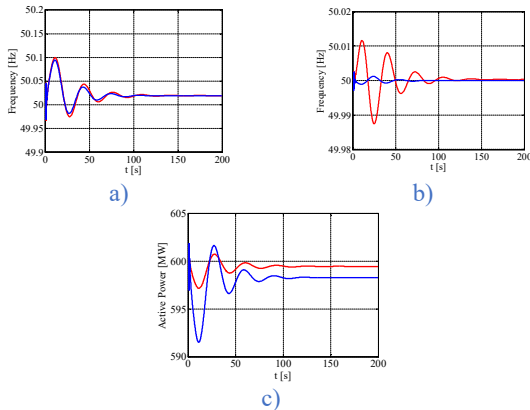 50.2
50.15
50.1
50.05
50
49.95
49.9
Frequency [Hz]
0 50 100 150 200
t [s]
a)
50.02
50.01
50
49.99
49.98
Frequency [Hz]
0 50 100 150 200
t [s]
b)
605
600
595
590
Active Power [MW]
0 50 100 150 200
t [s]
c)